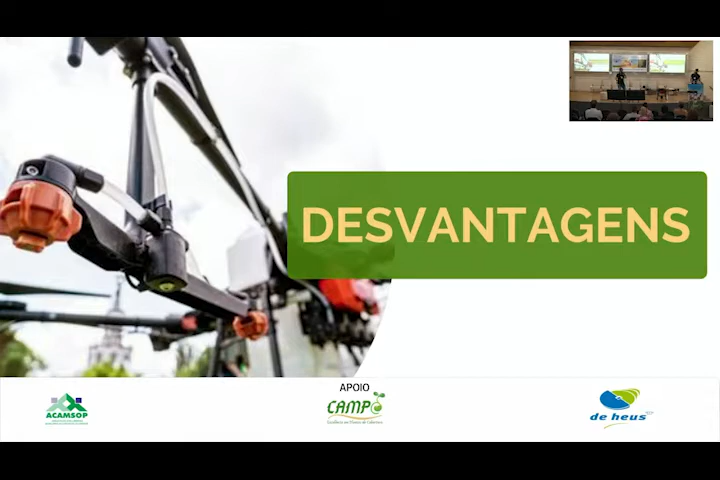 DESVANTAGENS
APOIO
ACAMSOP
CAMPO
de heus